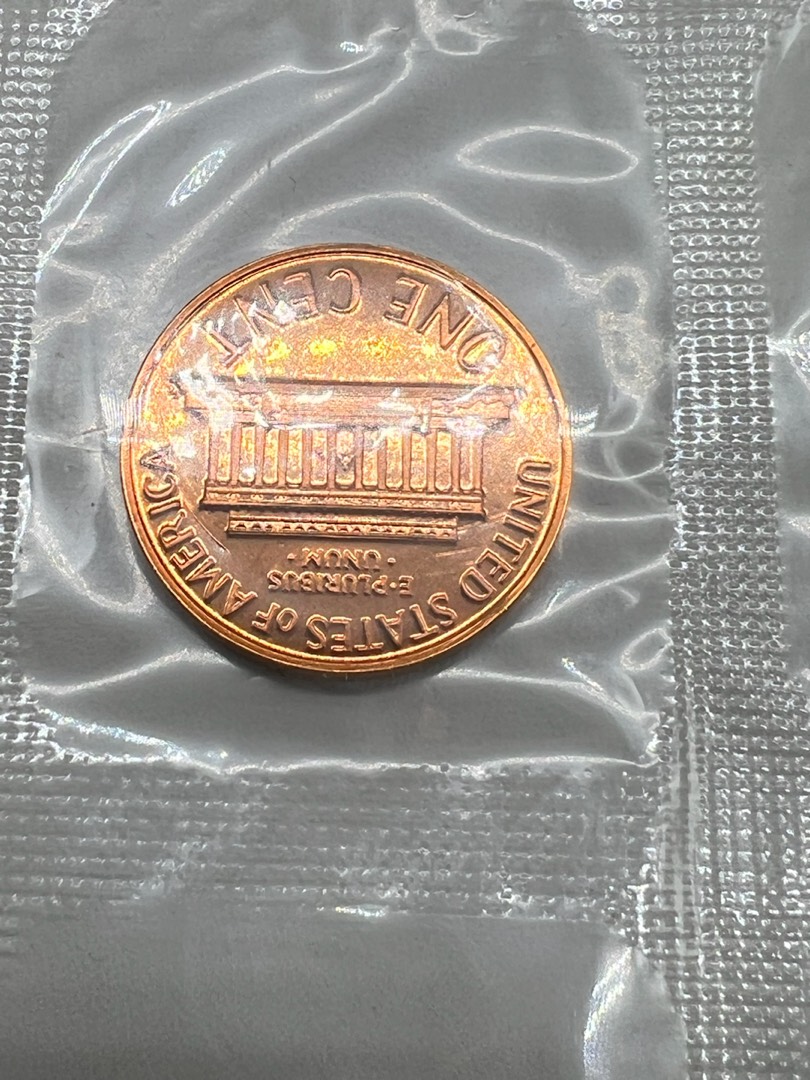 UNITED STATES OF AMERICA
E·PLURIBUS
·UNUM·
ONE CENT